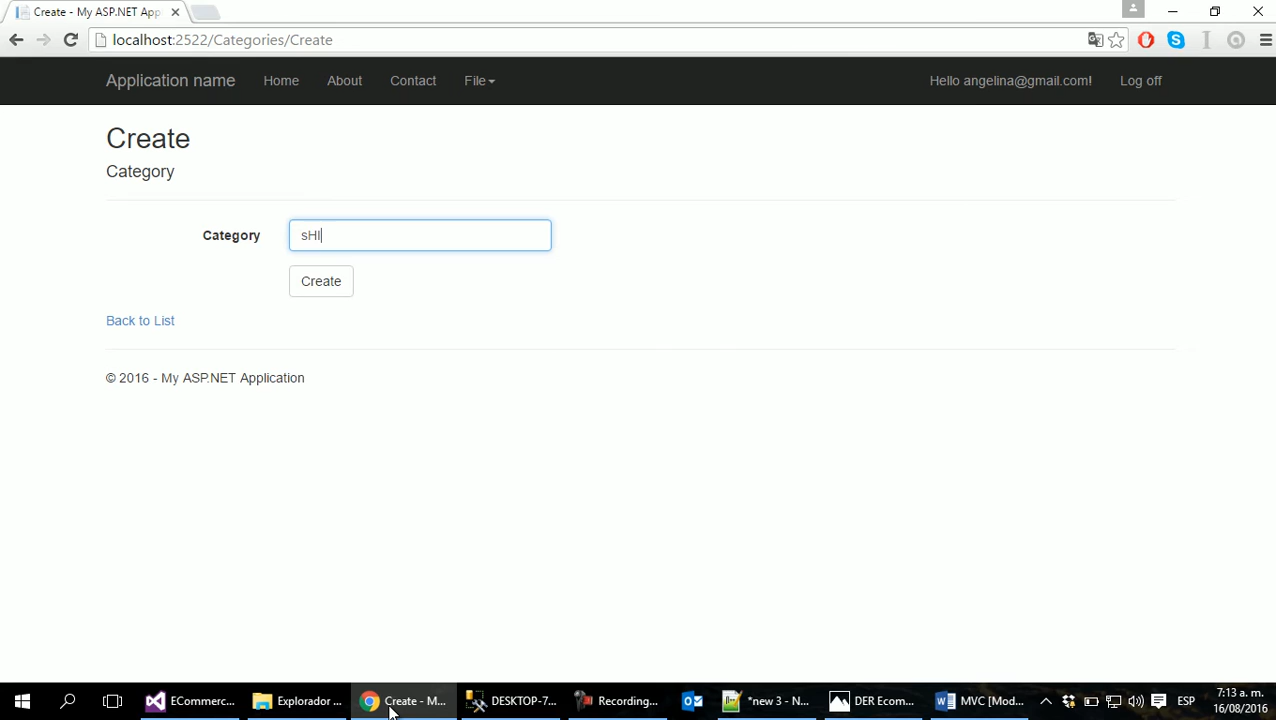 Create - My ASP.NET App
localhost:2522/Categories/Create
Application name Home About Contact File Hello angelina@gmail.com! Log off
Create
Category
Category sHI
Create
Back to List
© 2016 - My ASP.NET Application
ECommerc... Explorador ... Create - M... DESKTOP-7... Recording... *new 3 - N... DER Ecom... MVC [Mod... ESP 7:13 a. m.
16/08/2016